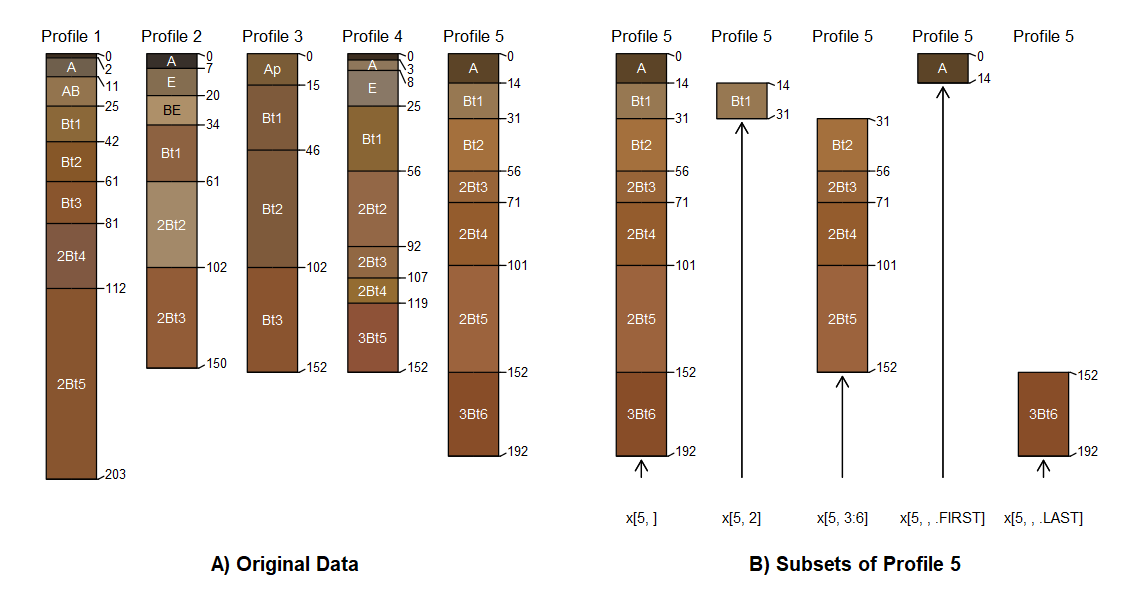 Profile 1
0
2
A
11
AB
25
Bt1
42
Bt2
61
Bt3
81
2Bt4
112
2Bt5
203
Profile 2
0
A
7
E
20
BE
34
Bt1
61
2Bt2
102
2Bt3
150
Profile 3
0
Ap
15
Bt1
46
Bt2
102
Bt3
152
Profile 4
0
A
3
8
E
25
Bt1
56
2Bt2
92
2Bt3
107
2Bt4
119
3Bt5
152
Profile 5
0
A
14
Bt1
31
Bt2
56
2Bt3
71
2Bt4
101
2Bt5
152
3Bt6
192
A) Original Data
Profile 5
0
A
14
Bt1
31
Bt2
56
2Bt3
71
2Bt4
101
2Bt5
152
3Bt6
192
x[5, ]
Profile 5
14
Bt1
31
x[5, 2]
Profile 5
31
Bt2
56
2Bt3
71
2Bt4
101
2Bt5
152
x[5, 3:6]
Profile 5
0
A
14
x[5, , .FIRST]
Profile 5
152
3Bt6
192
x[5, , .LAST]
B) Subsets of Profile 5